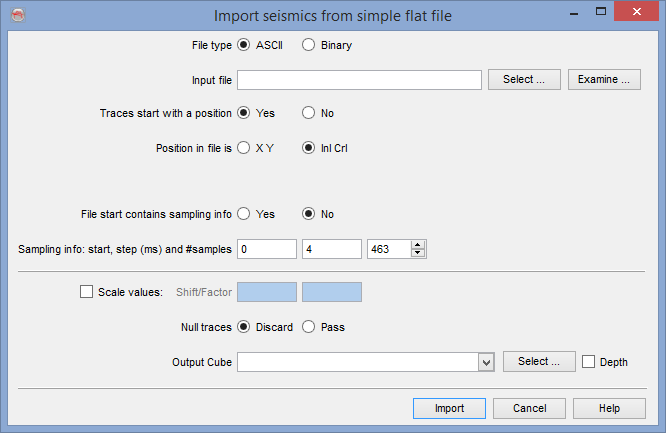 Import seismics from simple flat file
File type ASCII Binary
Input file Select ... Examine ...
Traces start with a position Yes No
Position in file is X Y Inl Crl
File start contains sampling info Yes No
Sampling info: start, step (ms) and #samples 0 4 463
Scale values: Shift/Factor
Null traces Discard Pass
Output Cube Select ... Depth
Import Cancel Help